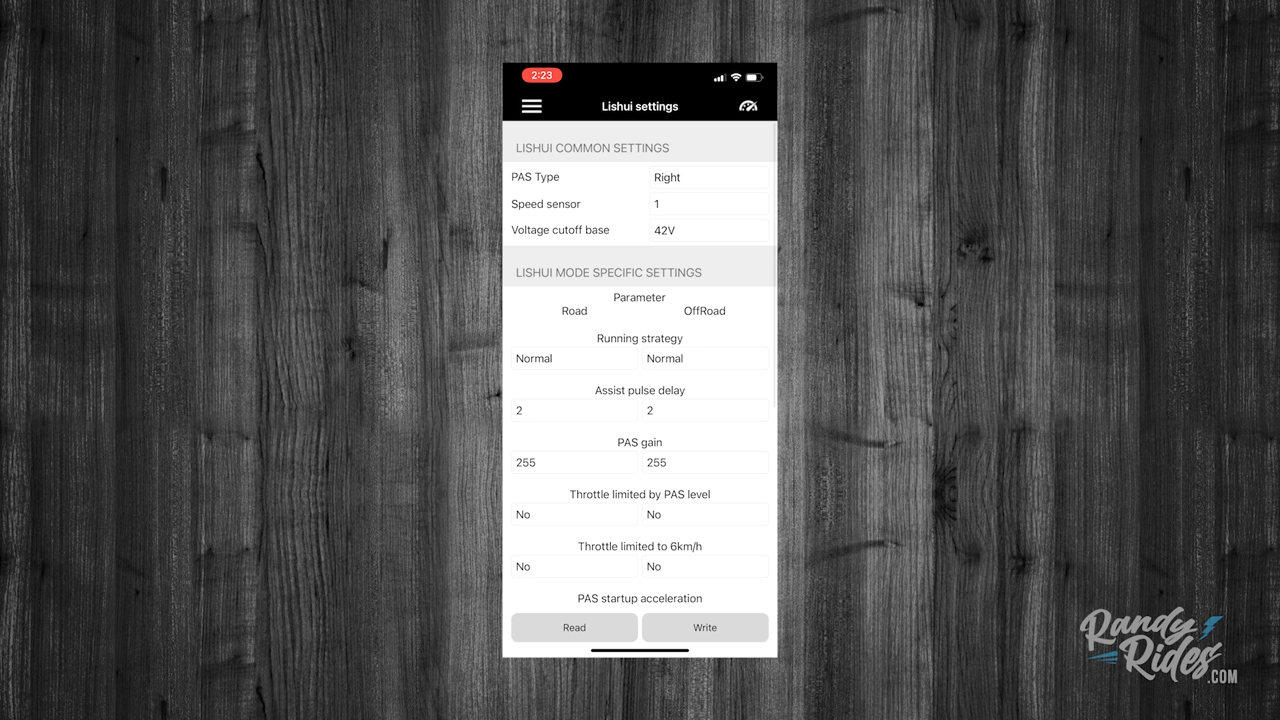 2:23
Lishui settings
LISHUI COMMON SETTINGS
PAS Type Right
Speed sensor 1
Voltage cutoff base 42V
LISHUI MODE SPECIFIC SETTINGS
Parameter
Road OffRoad
Running strategy
Normal Normal
Assist pulse delay
2 2
PAS gain
255 255
Throttle limited by PAS level
No No
Throttle limited to 6km/h
No No
PAS startup acceleration
Read Write
Randy
Rides.COM